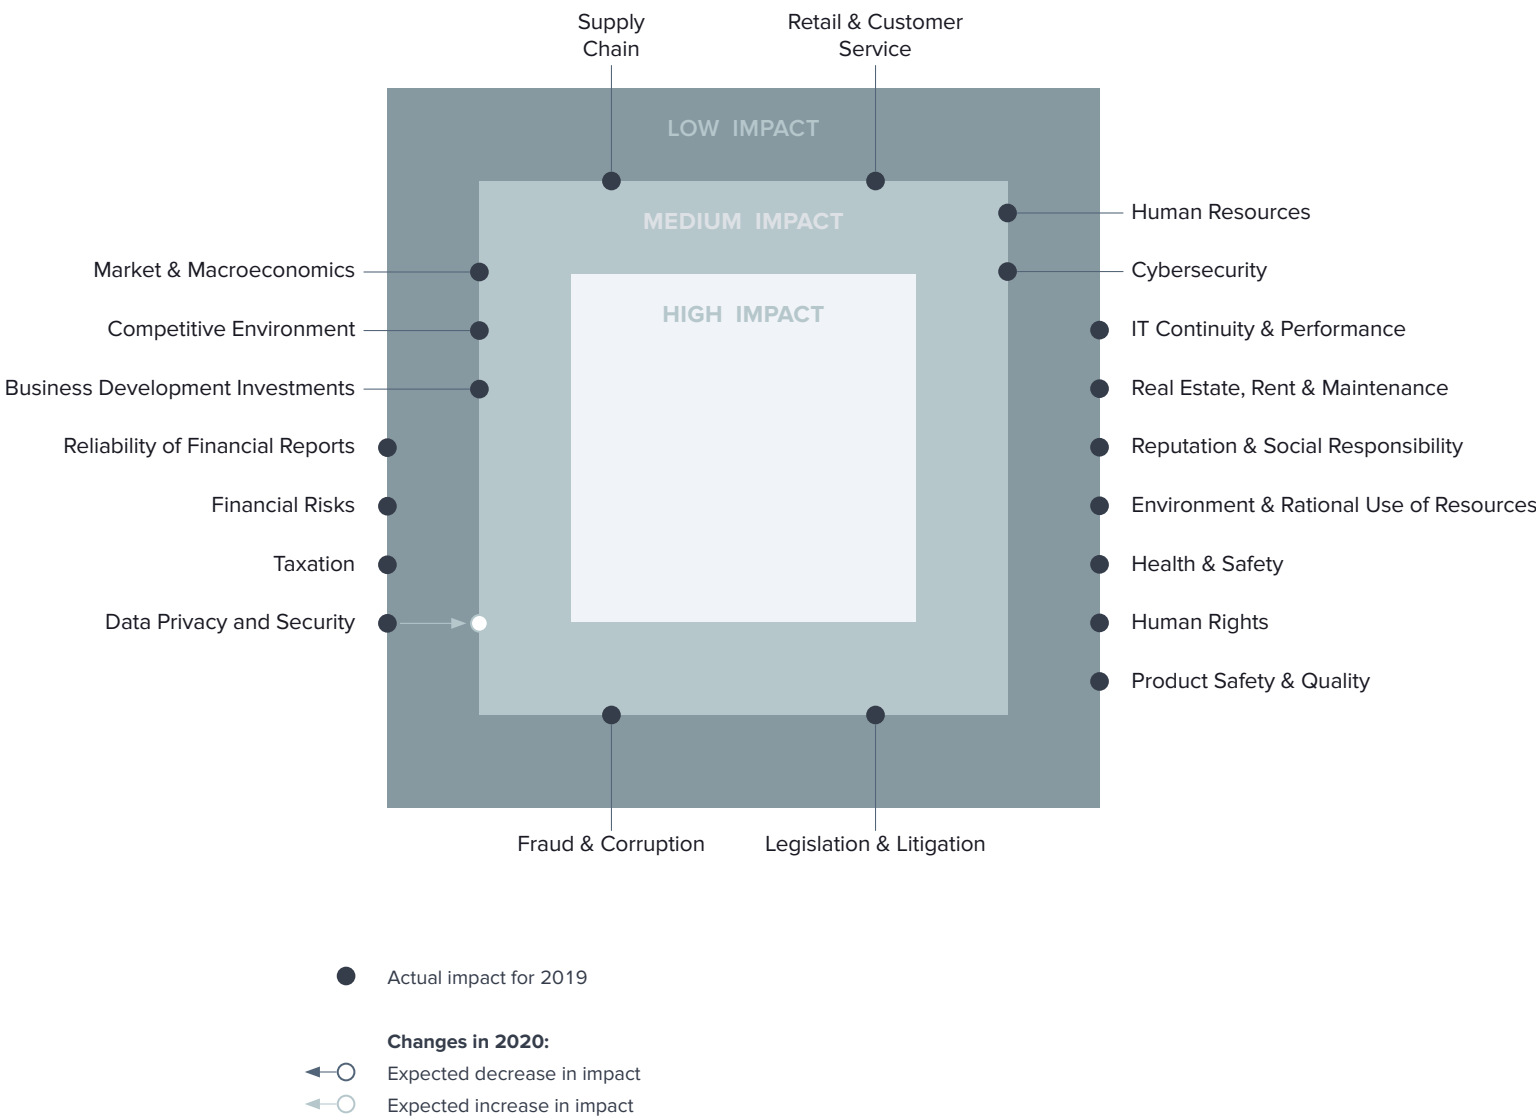 Supply
Chain
Retail & Customer
Service
LOW IMPACT
MEDIUM IMPACT
HIGH IMPACT
Market & Macroeconomics
Competitive Environment
Business Development Investments
Reliability of Financial Reports
Financial Risks
Taxation
Data Privacy and Security
Human Resources
Cybersecurity
IT Continuity & Performance
Real Estate, Rent & Maintenance
Reputation & Social Responsibility
Environment & Rational Use of Resources
Health & Safety
Human Rights
Product Safety & Quality
Fraud & Corruption
Legislation & Litigation
Actual impact for 2019
Changes in 2020:
Expected decrease in impact
Expected increase in impact